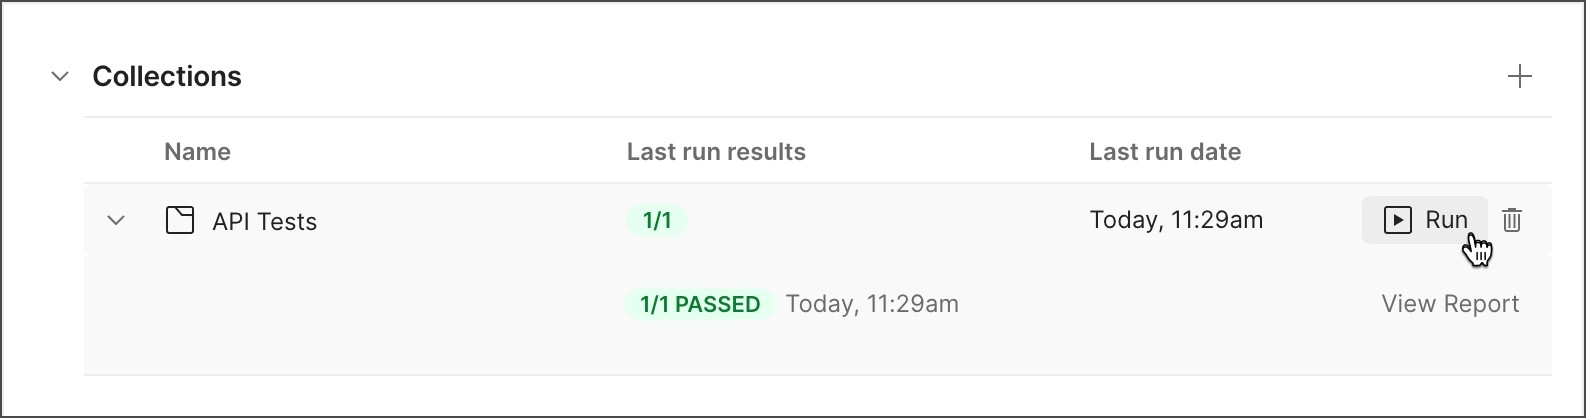 Collections
Name Last run results Last run date
API Tests 1/1 Today, 11:29am Run
1/1 PASSED Today, 11:29am View Report